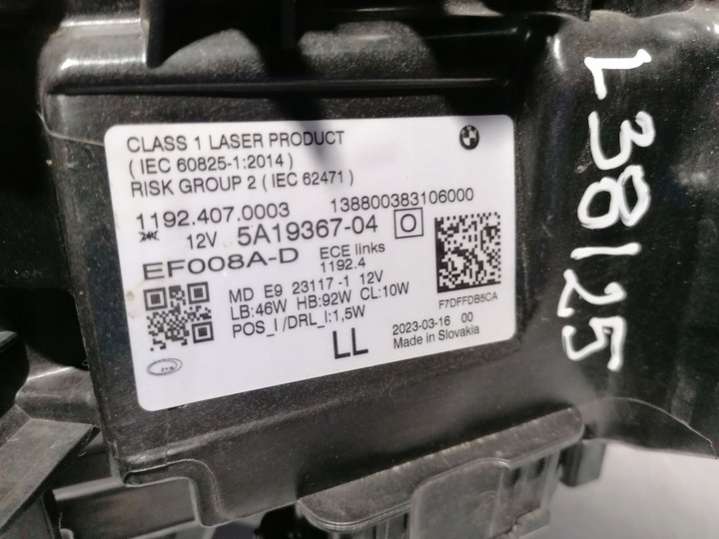 CLASS 1 LASER PRODUCT
( IEC 60825-1:2014 )
RISK GROUP 2 ( IEC 62471 )
1192.407.0003 138800383106000
12V 5A19367-04 O
EF008A-D ECE links
1192.4
MD E9 23117 -1 12V
LB:46W HB:92W CL:10W
POS_I /DRL_I:1,5W
F7DFFDB5CA
2023-03-16 00
Made in Slovakia
LL
L38125